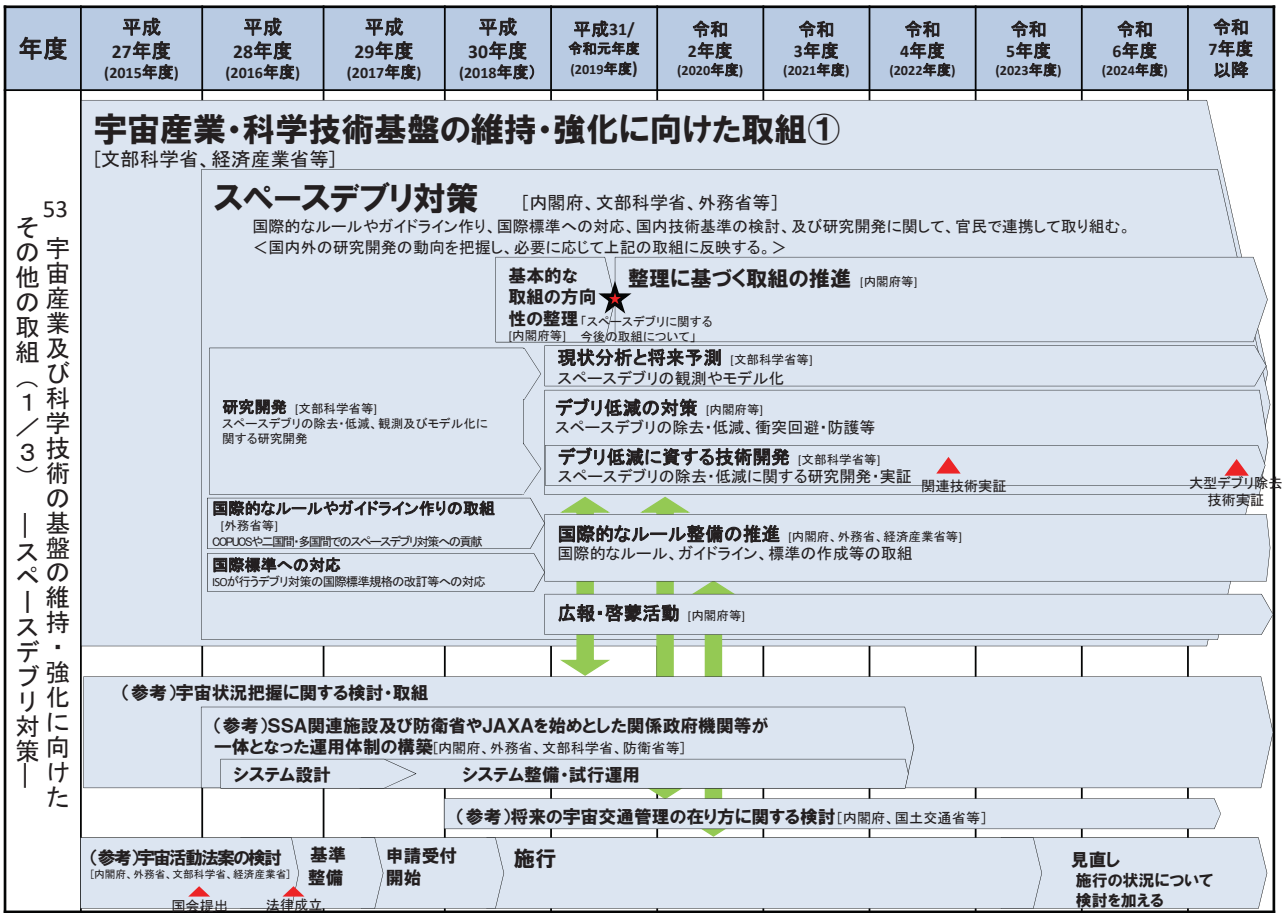 年度
平成
27年度
(2015年度)
平成
28年度
(2016年度)
平成
29年度
(2017年度)
平成
30年度
(2018年度)
平成31/
令和元年度
(2019年度)
令和
2年度
(2020年度)
令和
3年度
(2021年度)
令和
4年度
(2022年度)
令和
5年度
(2023年度)
令和
6年度
(2024年度)
令和
7年度
以降
53 宇宙産業及び科学技術の基盤の維持・強化に向けた
その他の取組(1/3) ―スペースデブリ対策―
宇宙産業・科学技術基盤の維持・強化に向けた取組①
[文部科学省、経済産業省等]
スペースデブリ対策 [内閣府、文部科学省、外務省等]
国際的なルールやガイドライン作り、国際標準への対応、国内技術基準の検討、及び研究開発に関して、官民で連携して取り組む。
<国内外の研究開発の動向を把握し、必要に応じて上記の取組に反映する。>
基本的な
取組の方向
性の整理
[内閣府等]
「スペースデブリに関する
今後の取組について」
整理に基づく取組の推進 [内閣府等]
研究開発 [文部科学省等]
スペースデブリの除去・低減、観測及びモデル化に
関する研究開発
現状分析と将来予測 [文部科学省等]
スペースデブリの観測やモデル化
デブリ低減の対策 [内閣府等]
スペースデブリの除去・低減、衝突回避・防護等
デブリ低減に資する技術開発 [文部科学省等]
スペースデブリの除去・低減に関する研究開発・実証
関連技術実証
大型デブリ除去
技術実証
国際的なルールやガイドライン作りの取組
[外務省等]
COPUOSや二国間・多国間でのスペースデブリ対策への貢献
国際標準への対応
ISOが行うデブリ対策の国際標準規格の改訂等への対応
国際的なルール整備の推進 [内閣府、外務省、経済産業省等]
国際的なルール、ガイドライン、標準の作成等の取組
広報・啓蒙活動 [内閣府等]
(参考)宇宙状況把握に関する検討・取組
(参考)SSA関連施設及び防衛省やJAXAを始めとした関係政府機関等が
一体となった運用体制の構築[内閣府、外務省、文部科学省、防衛省等]
システム設計
システム整備・試行運用
(参考)将来の宇宙交通管理の在り方に関する検討[内閣府、国土交通省等]
(参考)宇宙活動法案の検討
[内閣府、外務省、文部科学省、経済産業省]
国会提出
法律成立
基準
整備
申請受付
開始
施行
見直し
施行の状況について
検討を加える